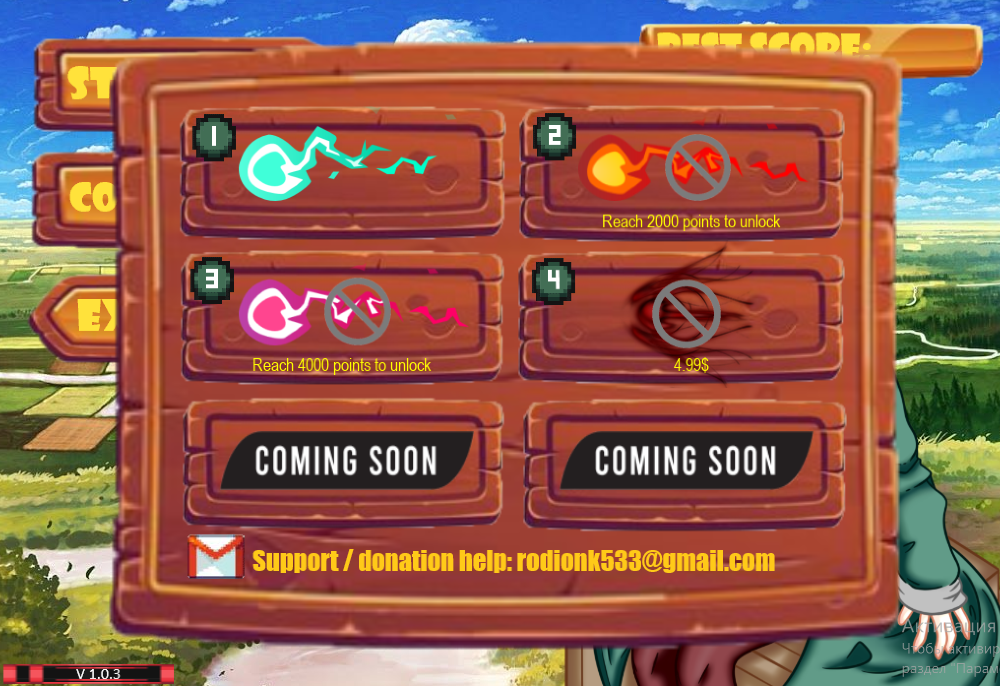 BEST SCORE:
ST
1
2
CO
Reach 2000 points to unlock
3
4
EX
Reach 4000 points to unlock
4.99$
COMING SOON
COMING SOON
Support / donation help: rodionk533@gmail.com
Активация
Чтобы активир
раздел "Парам
V 1.0.3